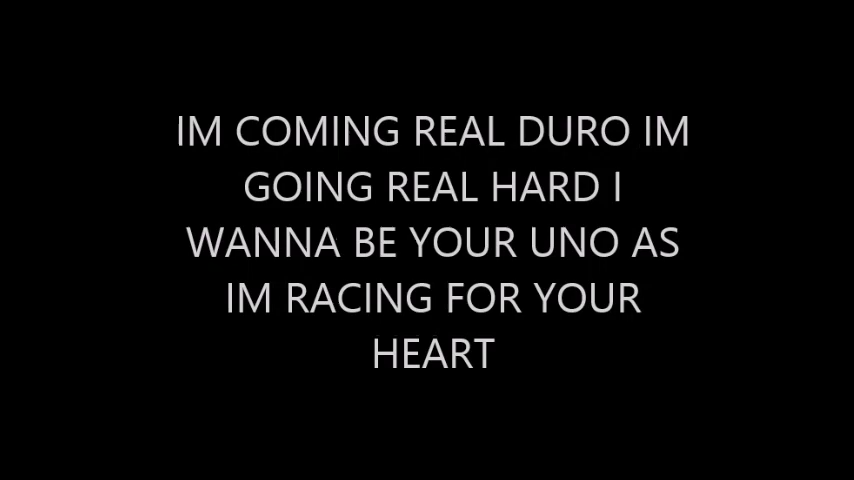 IM COMING REAL DURO IM
GOING REAL HARD I
WANNA BE YOUR UNO AS
IM RACING FOR YOUR
HEART